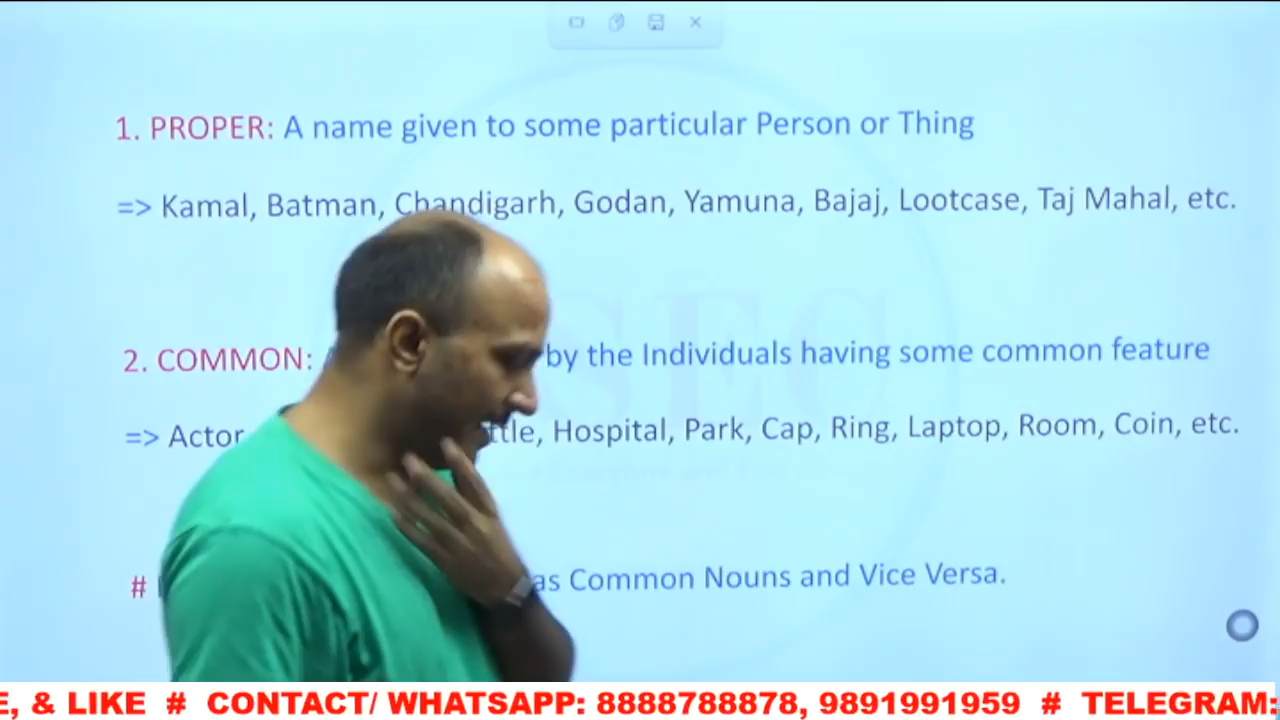 1. PROPER: A name given to some particular Person or Thing
=> Kamal, Batman, Chandigarh, Godan, Yamuna, Bajaj, Lootcase, Taj Mahal, etc.
2. COMMON: by the Individuals having some common feature
=> Actor Hospital, Park, Cap, Ring, Laptop, Room, Coin, etc.
# as Common Nouns and Vice Versa.
E, & LIKE # CONTACT/ WHATSAPP: 8888788878, 9891991959 # TELEGRAM: